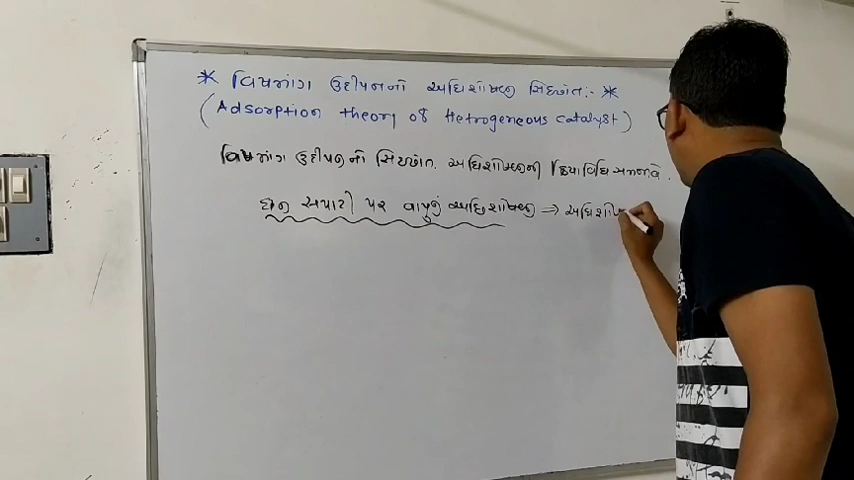 * વિષમાંગ ઉદ્દીપનનો અધિશોષણ સિદ્ધાંત:- *
(Adsorption theory of Hetrogeneous catalyst)
વિષમાંગ ઉદ્દીપનનો સિદ્ધાંત અધિશોષણની ક્રિયાવિધિ સમજાવે.
ઘન સપાટી પર વાયુનું અધિશોષણ ⇒ અધિશોષ